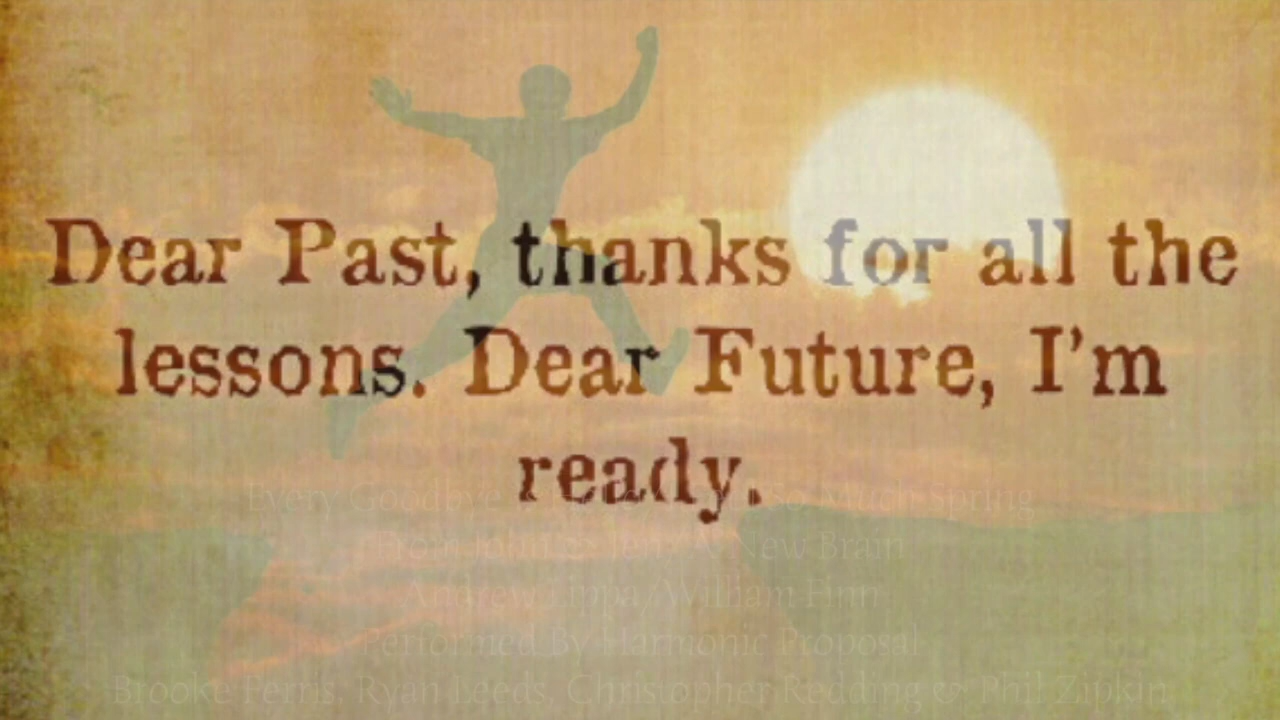 Dear Past, thanks for all the
lessons. Dear Future, I'm
ready.
Every Goodbye So Much Spring
From John & Jen A New Brain
Andrew Lippa/William Finn
Performed By Harmonic Proposal
Brooke Ferris, Ryan Leeds, Christopher Redding & Phil Zipkin